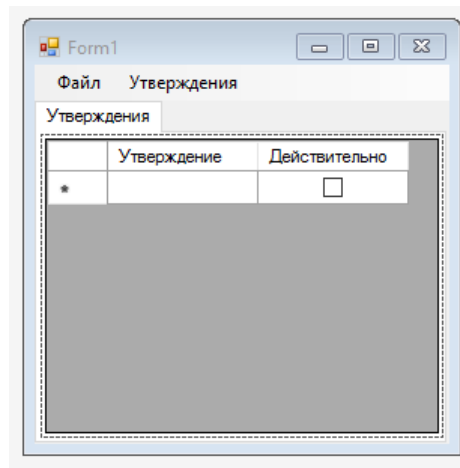 Form1
Файл Утверждения
Утверждения
Утверждение Действительно